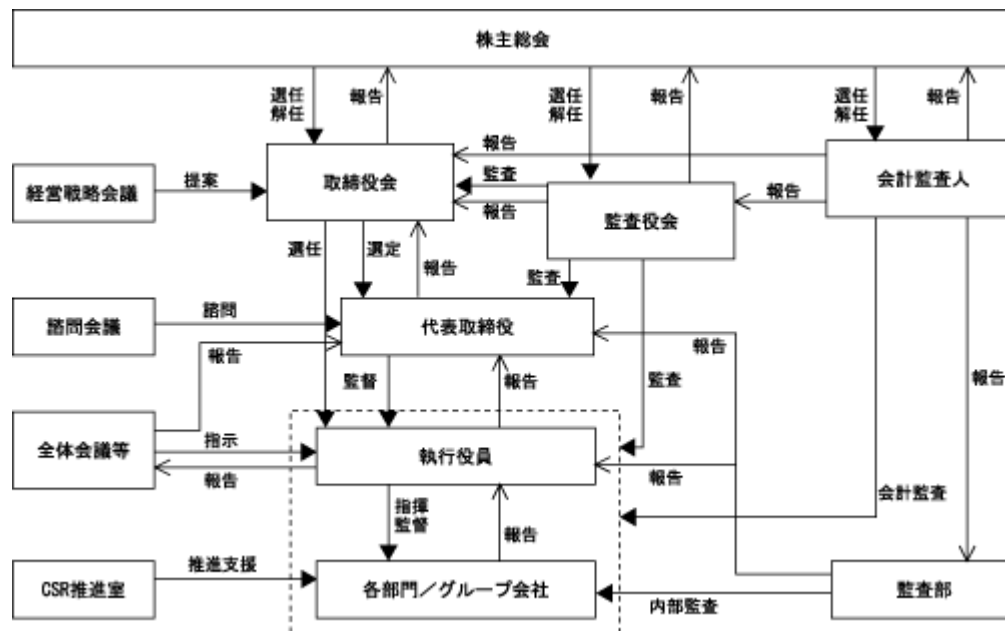 株主総会
選任
解任
報告
選任
解任
報告
選任
解任
報告
報告
取締役会
会計監査人
経営戦略会議
提案
監査
報告
監査役会
報告
選任
選定
報告
監査
諮問会議
諮問
代表取締役
報告
報告
監督
報告
監査
報告
全体会議等
指示
執行役員
報告
報告
指揮
監督
報告
会計監査
CSR推進室
推進支援
各部門／グループ会社
内部監査
監査部